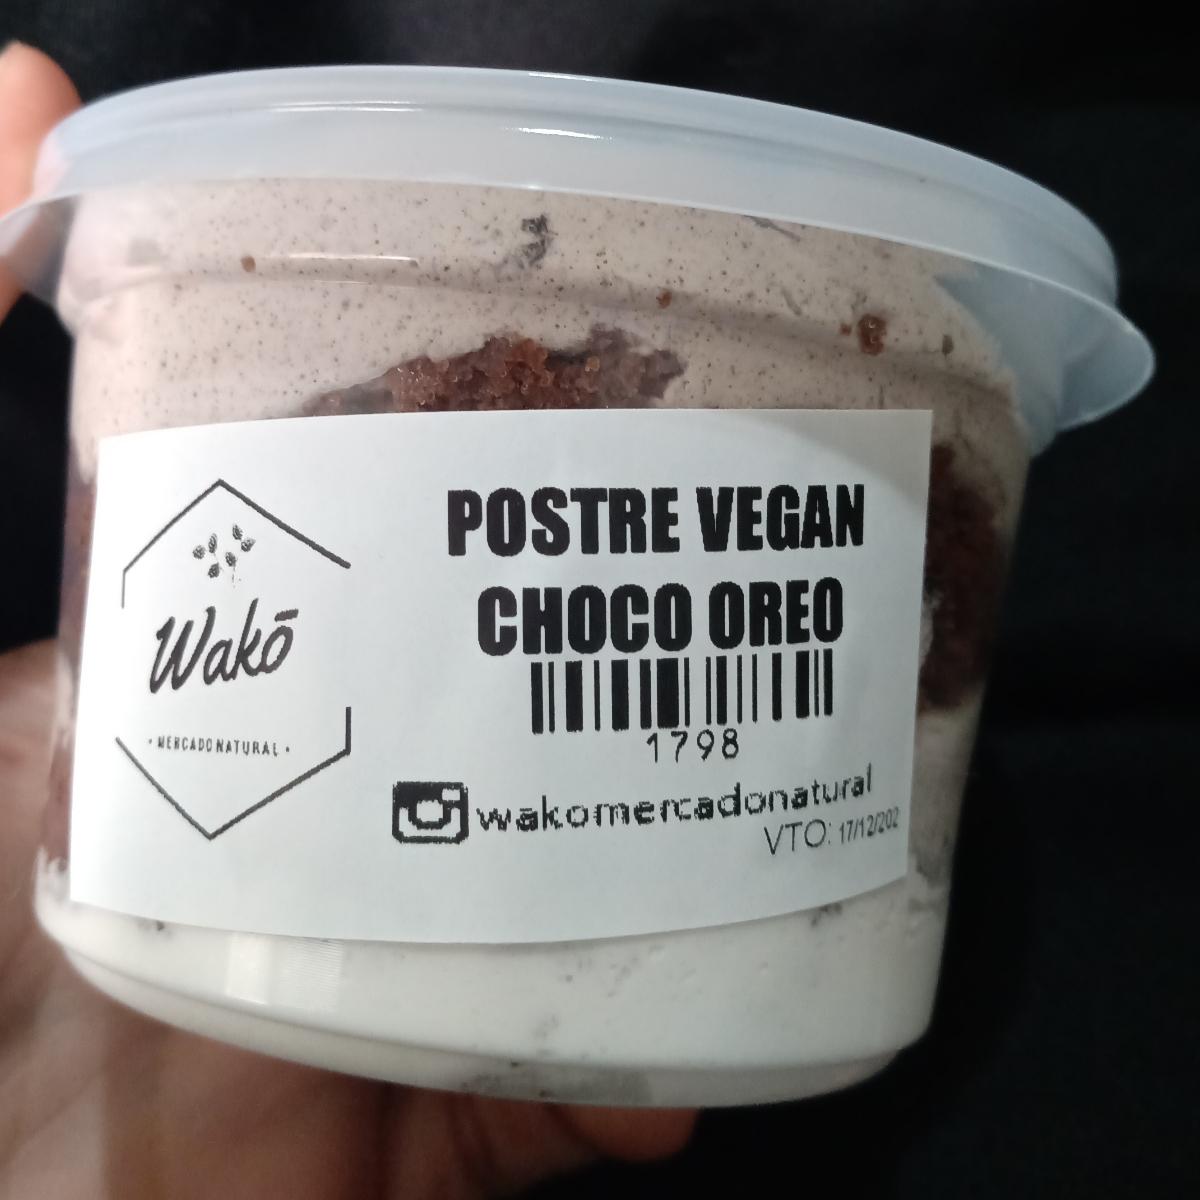 Wakō
• MERCADO NATURAL •
POSTRE VEGAN
CHOCO OREO
1798
wakomercadonatural
VTO: 17/12/202